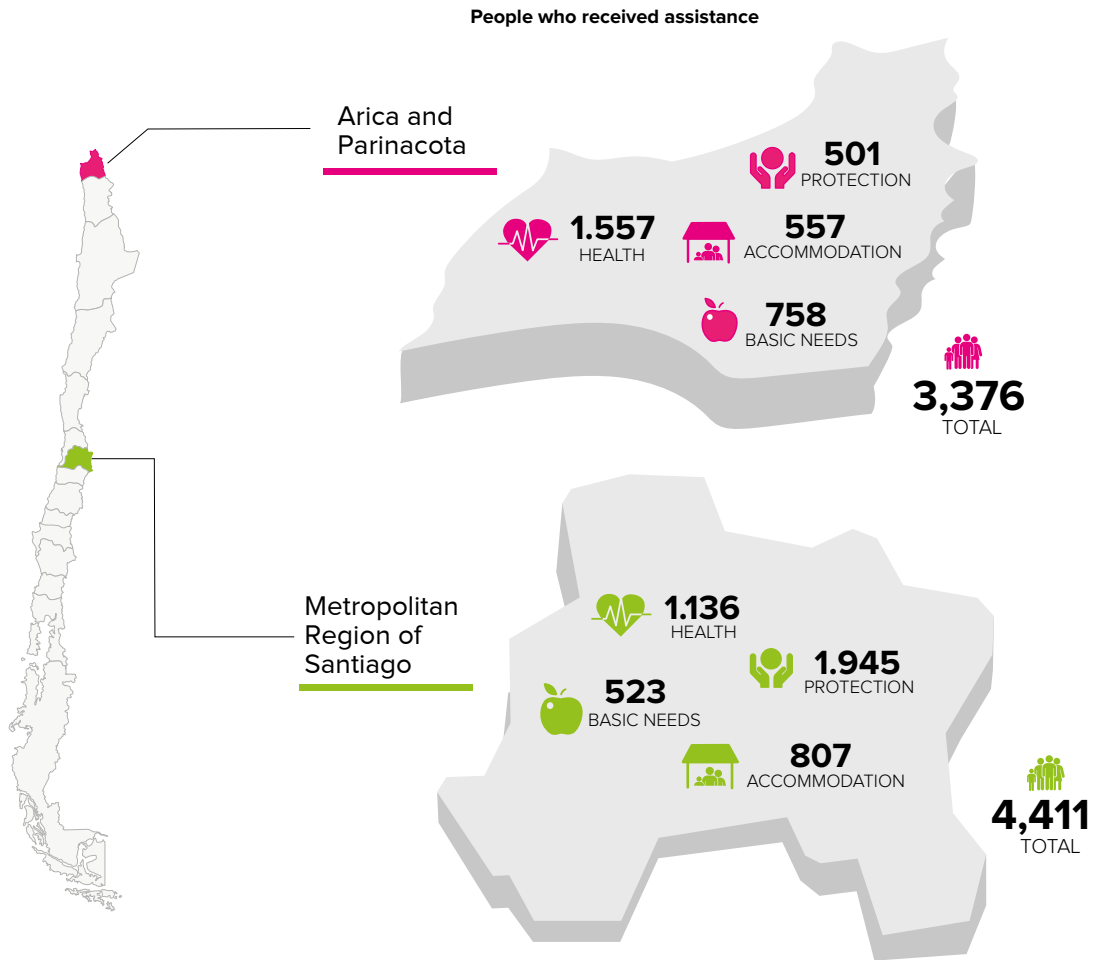 People who received assistance
Arica and
Parinacota
501
PROTECTION
1.557
HEALTH
557
ACCOMMODATION
758
BASIC NEEDS
3,376
TOTAL
Metropolitan
Region of
Santiago
1.136
HEALTH
1.945
PROTECTION
523
BASIC NEEDS
807
ACCOMMODATION
4,411
TOTAL